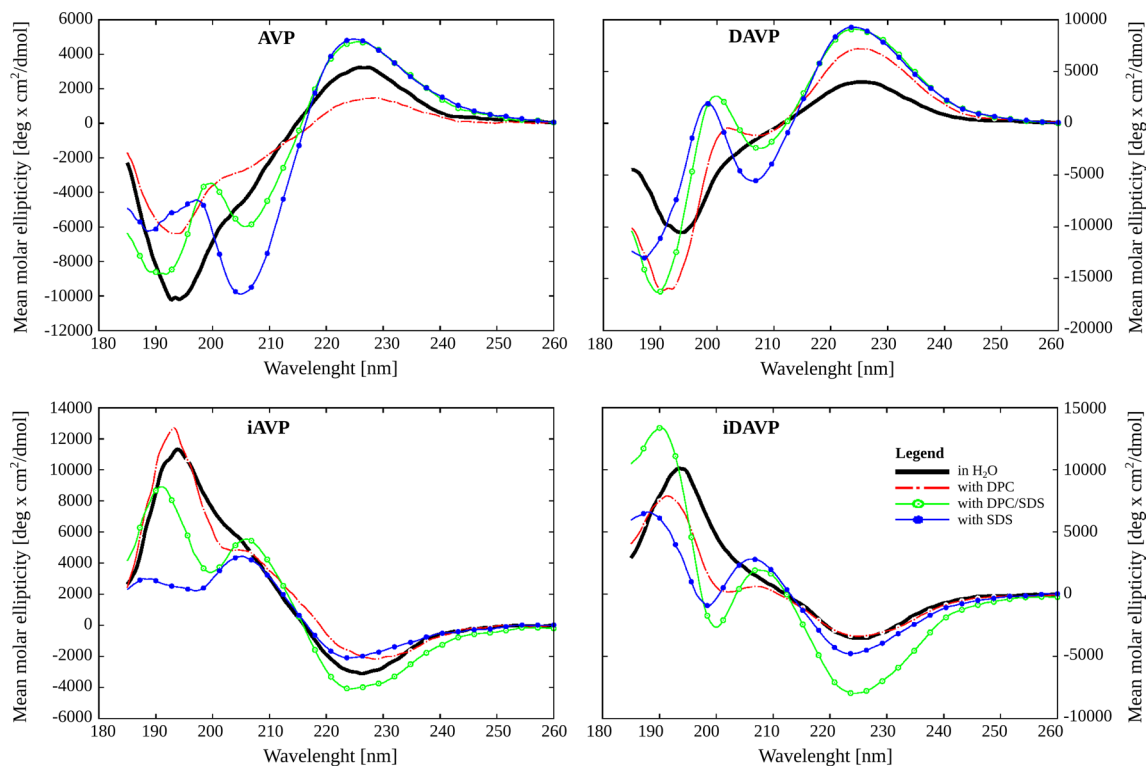 AVP
Mean molar ellipticity [deg x cm2/dmol]
6000
4000
2000
0
-2000
-4000
-6000
-8000
-10000
-12000
180 190 200 210 220 230 240 250 260
Wavelenght [nm]
DAVP
10000
5000
0
-5000
-10000
-15000
-20000
Mean molar ellipticity [deg x cm2/dmol]
180 190 200 210 220 230 240 250 260
Wavelenght [nm]
iAVP
Mean molar ellipticity [deg x cm2/dmol]
14000
12000
10000
8000
6000
4000
2000
0
-2000
-4000
-6000
180 190 200 210 220 230 240 250 260
Wavelenght [nm]
iDAVP
Legend
in H2O
with DPC
with DPC/SDS
with SDS
15000
10000
5000
0
-5000
-10000
Mean molar ellipticity [deg x cm2/dmol]
180 190 200 210 220 230 240 250 260
Wavelenght [nm]